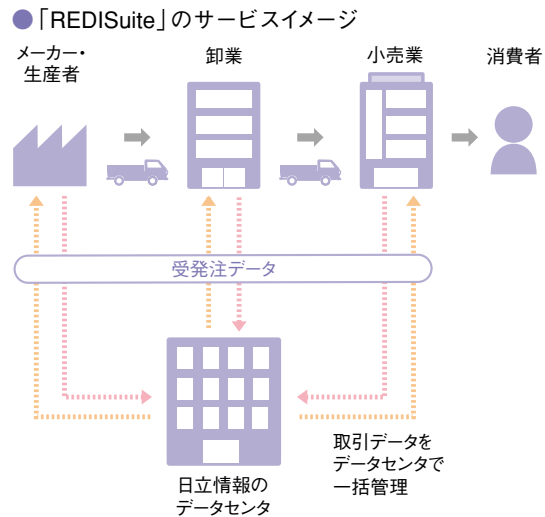 ●「REDISuite」のサービスイメージ
メーカー・
生産者
卸業
小売業
消費者
受発注データ
取引データを
データセンタで
一括管理
日立情報の
データセンタ